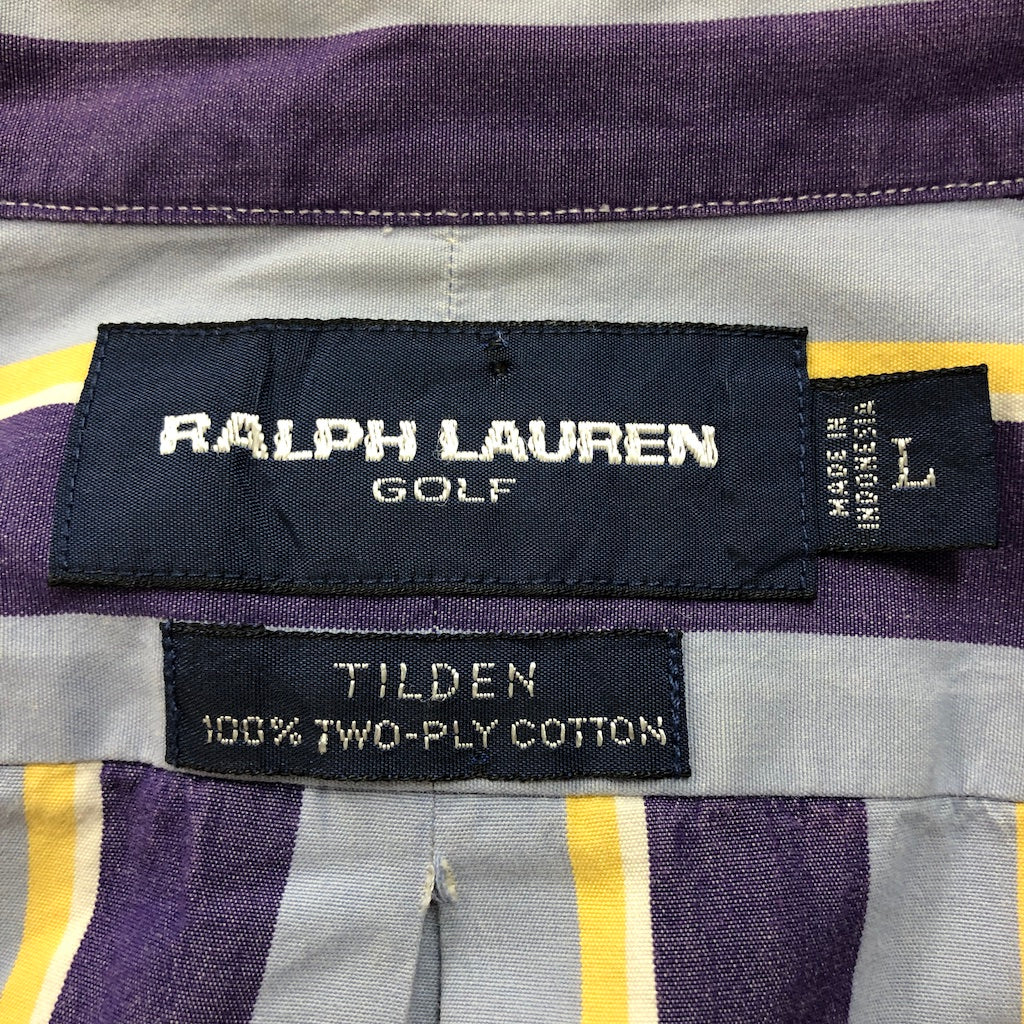 RALPH LAUREN
GOLF
MADE IN
INDONESIA
L
TILDEN
100% TWO-PLY COTTON